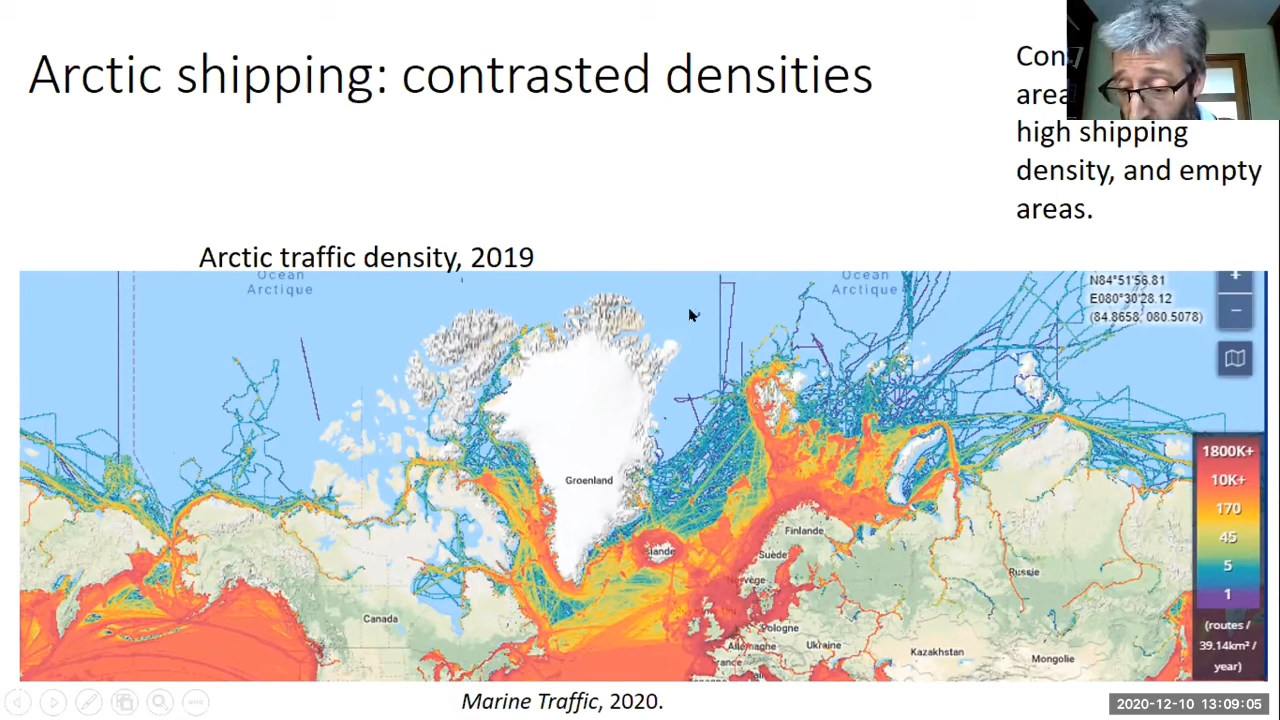 Arctic shipping: contrasted densities
Con
area
high shipping
density, and empty
areas.
Arctic traffic density, 2019
Ocean
Arctique
Ocean
Arctique
N84°51'56.81
E080°30'28.12
(84.8658, 080.5078)
+
−
Groenland
Islande
Finlande
Suède
Norvège
Russie
Canada
Pologne
Allemagne
Ukraine
Kazakhstan
Mongolie
1800K+
10K+
170
45
5
1
(routes /
39.14km² /
year)
Marine Traffic, 2020.
2020-12-10 13:09:05